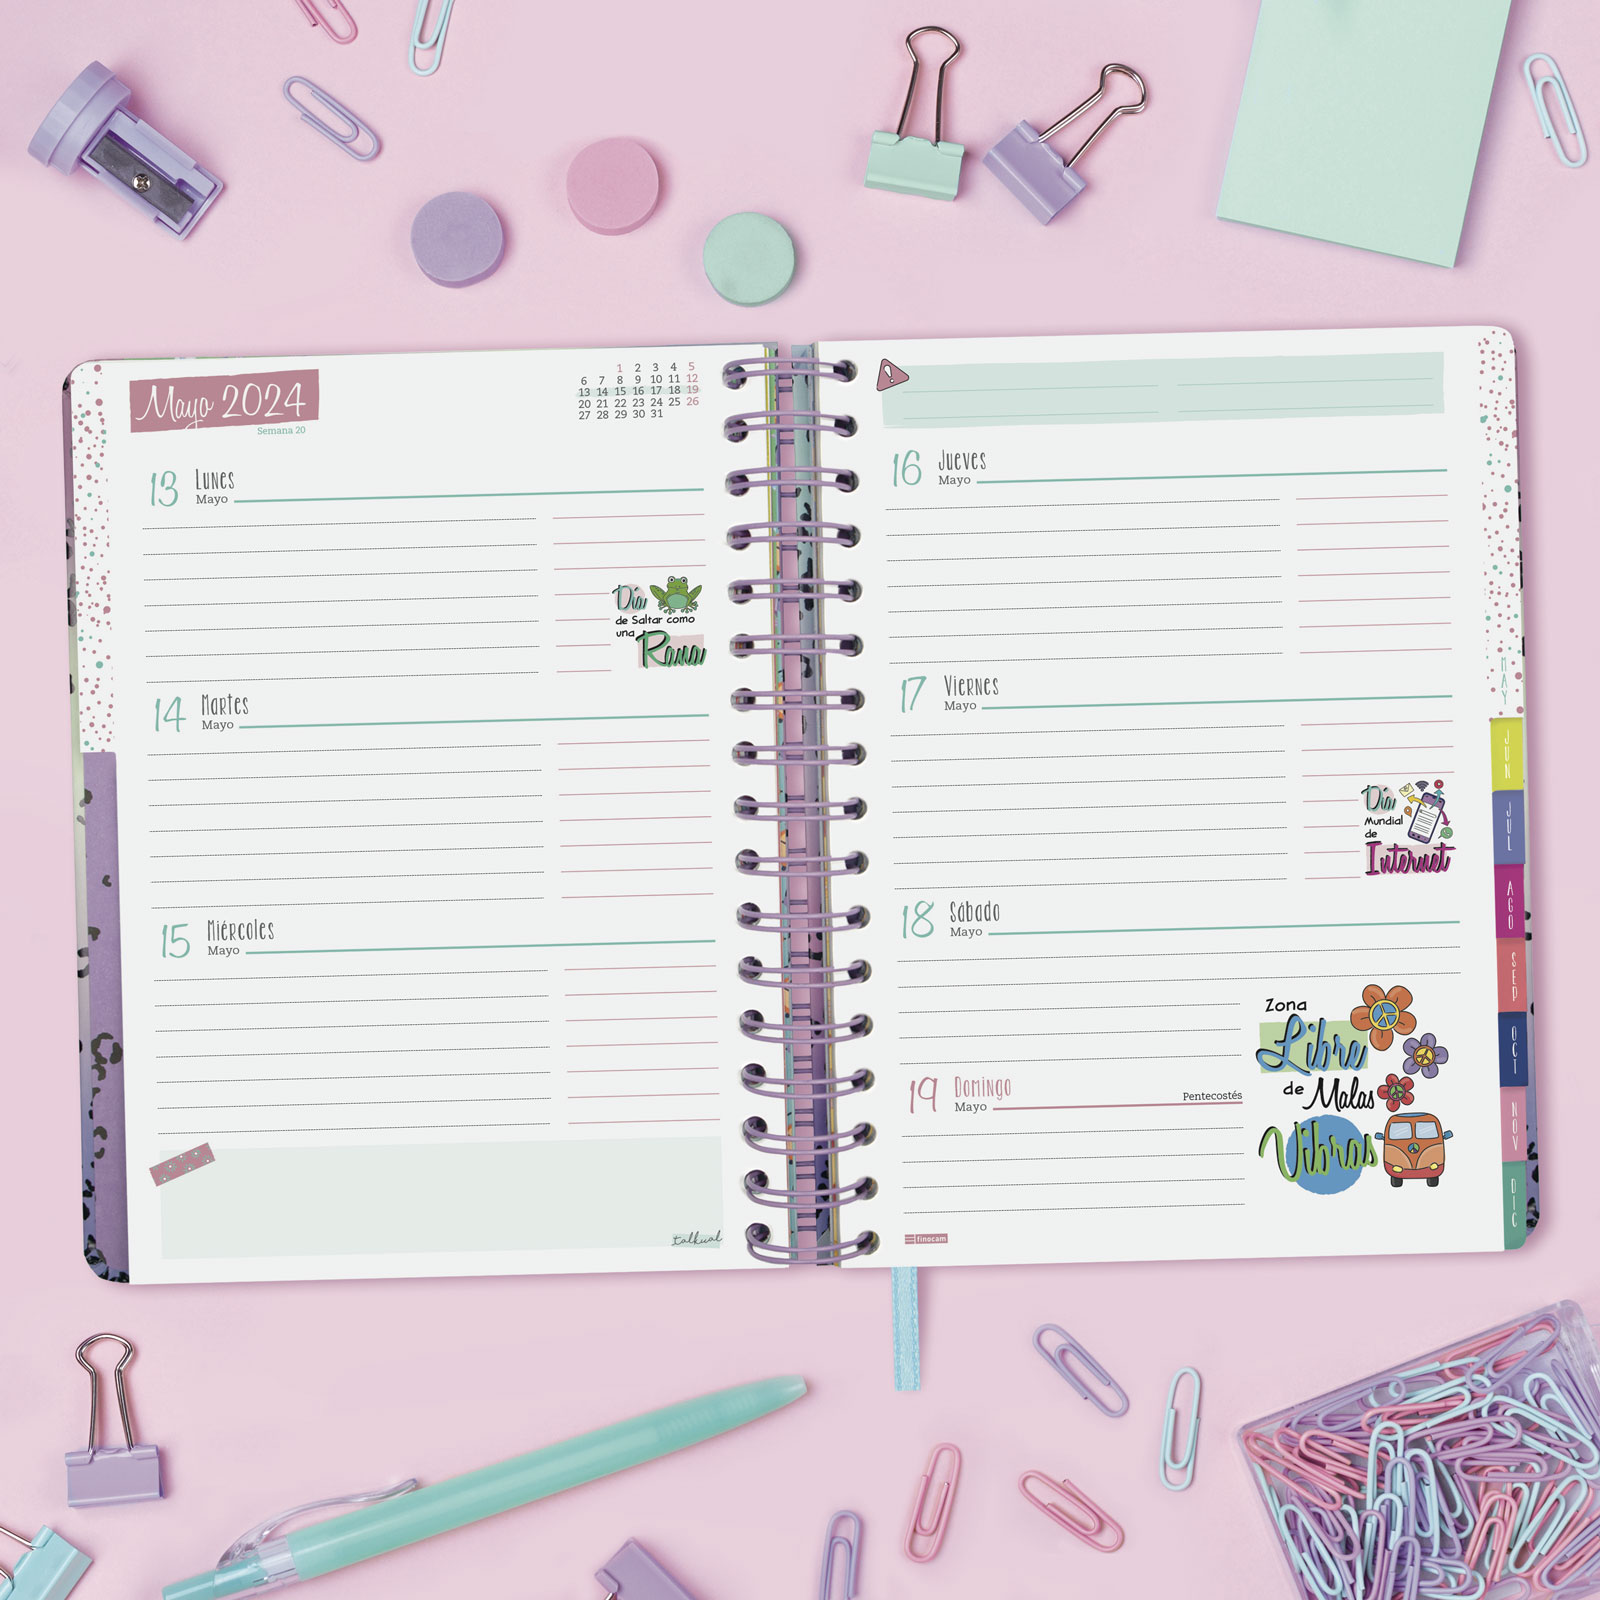 Mayo 2024
Semana 20
1 2 3 4 5
6 7 8 9 10 11 12
13 14 15 16 17 18 19
20 21 22 23 24 25 26
27 28 29 30 31
13 Lunes
Mayo
Día
de Saltar como
una
Rana
14 Martes
Mayo
15 Miércoles
Mayo
talkual
!
16 Jueves
Mayo
17 Viernes
Mayo
Día
Mundial
de
Internet
18 Sábado
Mayo
Zona
Libre
de Malas
Vibras
19 Domingo
Mayo
Pentecostés
finocam
MAY
JUN
JUL
AGO
SEP
OCT
NOV
DIC